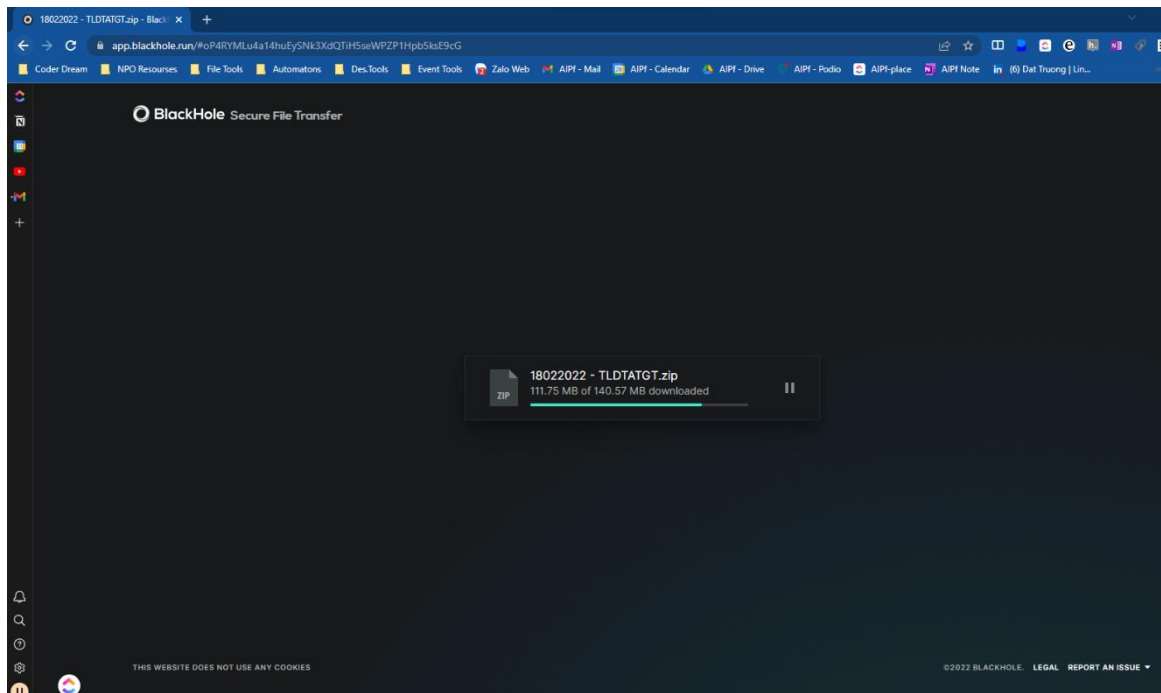 18022022 - TLDTATGT.zip - Black
app.blackhole.run/#oP4RYMLu4a14huEySNk3XdQTiH5seWPZP1Hpb5ksE9cG
Coder Dream NPO Resourses File Tools Automatons Des.Tools Event Tools Zalo Web AIPf - Mail AIPf - Calendar AIPf - Drive AIPf - Podio AIPf-place AIPf Note (6) Dat Truong | Lin...
BlackHole Secure File Transfer
18022022 - TLDTATGT.zip
ZIP 111.75 MB of 140.57 MB downloaded
THIS WEBSITE DOES NOT USE ANY COOKIES ©2022 BLACKHOLE. LEGAL REPORT AN ISSUE